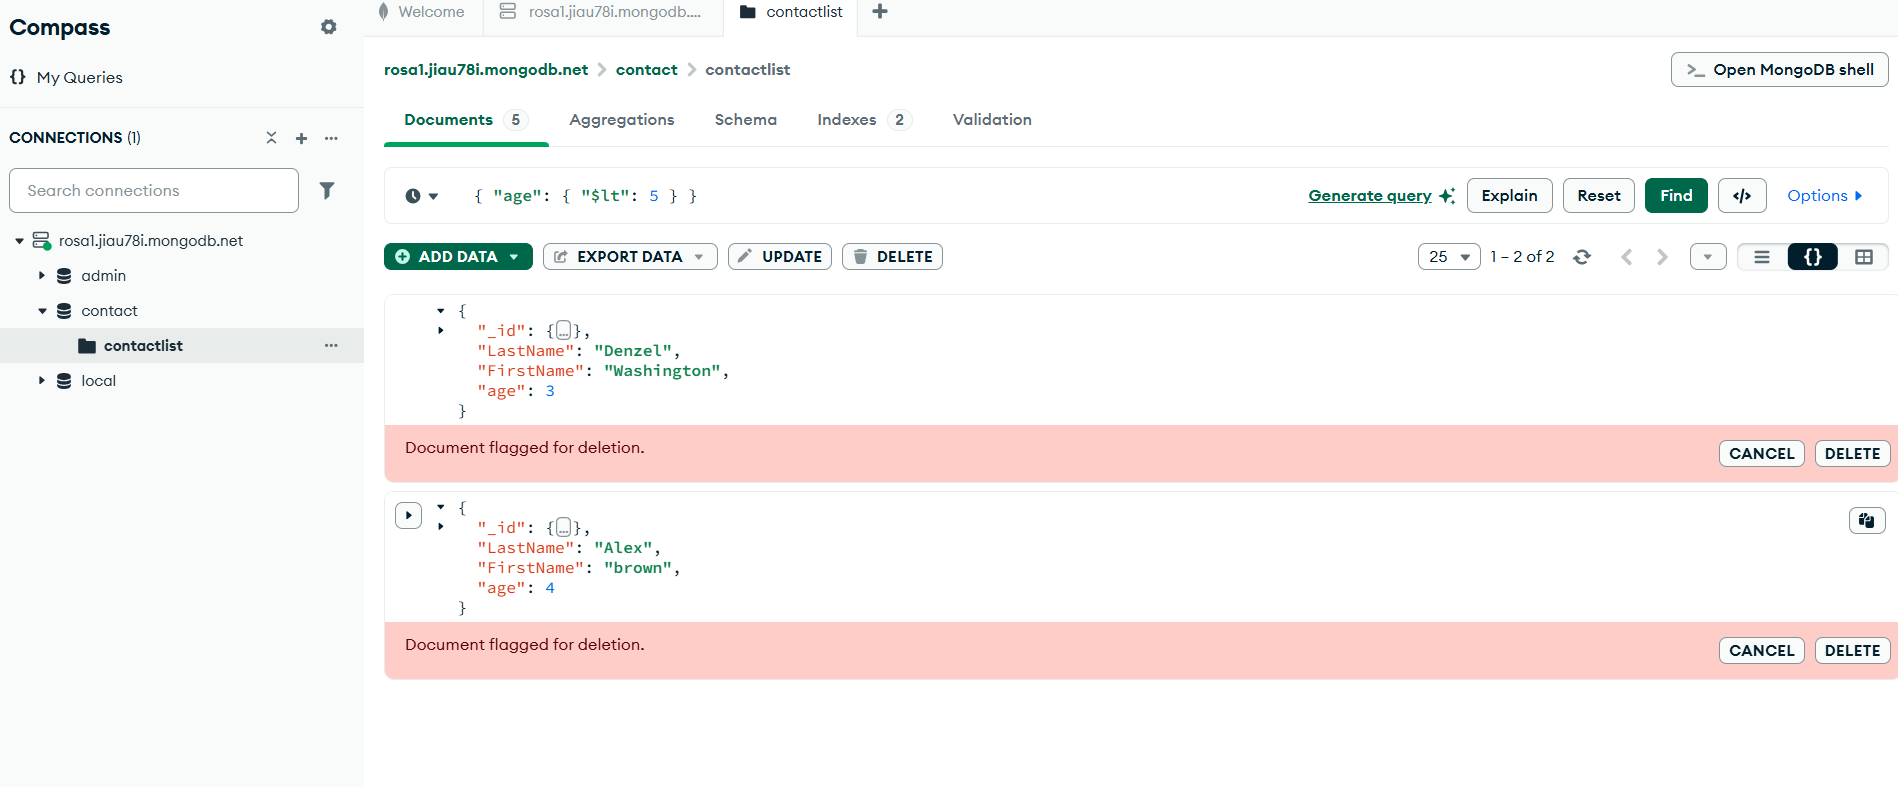 Compass
My Queries
CONNECTIONS (1)
Search connections
rosa1.jiau78i.mongodb.net
admin
contact
contactlist
local
Welcome
rosa1.jiau78i.mongodb....
contactlist
rosa1.jiau78i.mongodb.net
contact
contactlist
>_ Open MongoDB shell
Documents 5
Aggregations
Schema
Indexes 2
Validation
{ "age": { "$lt": 5 } }
Generate query
Explain
Reset
Find
</>
Options
ADD DATA
EXPORT DATA
UPDATE
DELETE
25
1 – 2 of 2
{}
{
"_id": {…},
"LastName": "Denzel",
"FirstName": "Washington",
"age": 3
}
Document flagged for deletion.
CANCEL
DELETE
{
"_id": {…},
"LastName": "Alex",
"FirstName": "brown",
"age": 4
}
Document flagged for deletion.
CANCEL
DELETE